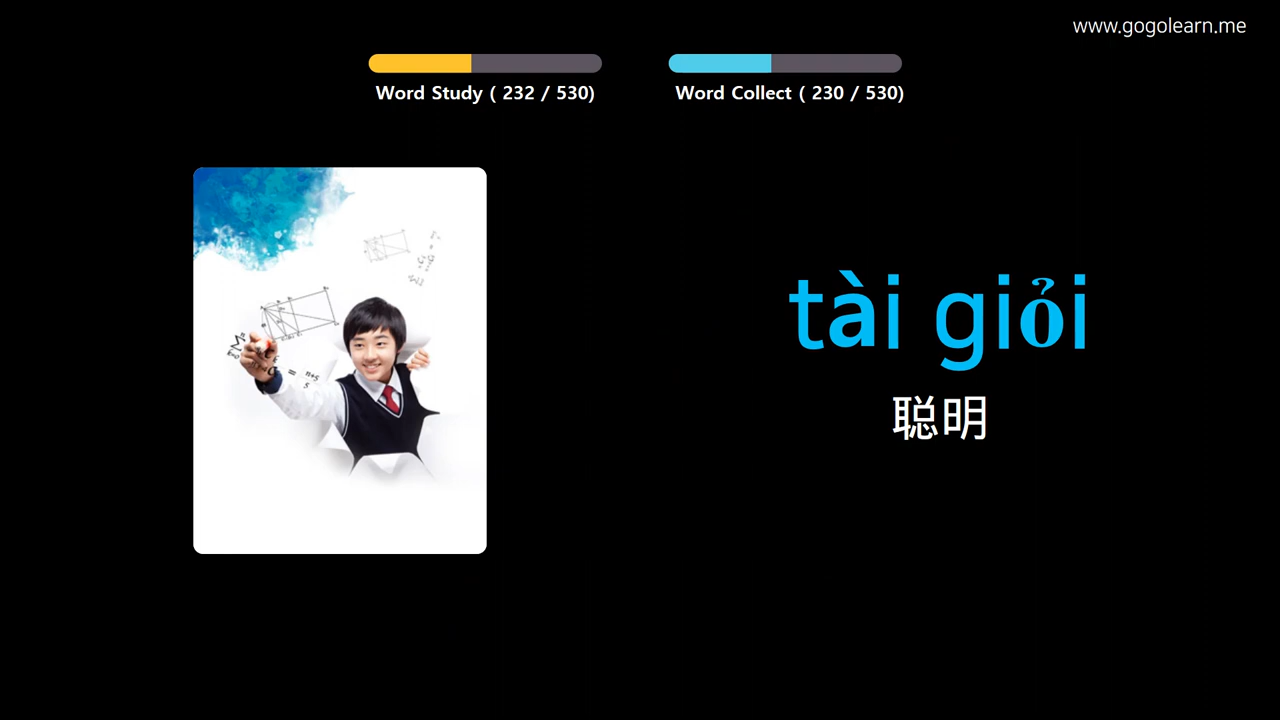 www.gogolearn.me
Word Study ( 232 / 530)
Word Collect ( 230 / 530)
tài giỏi
聪明